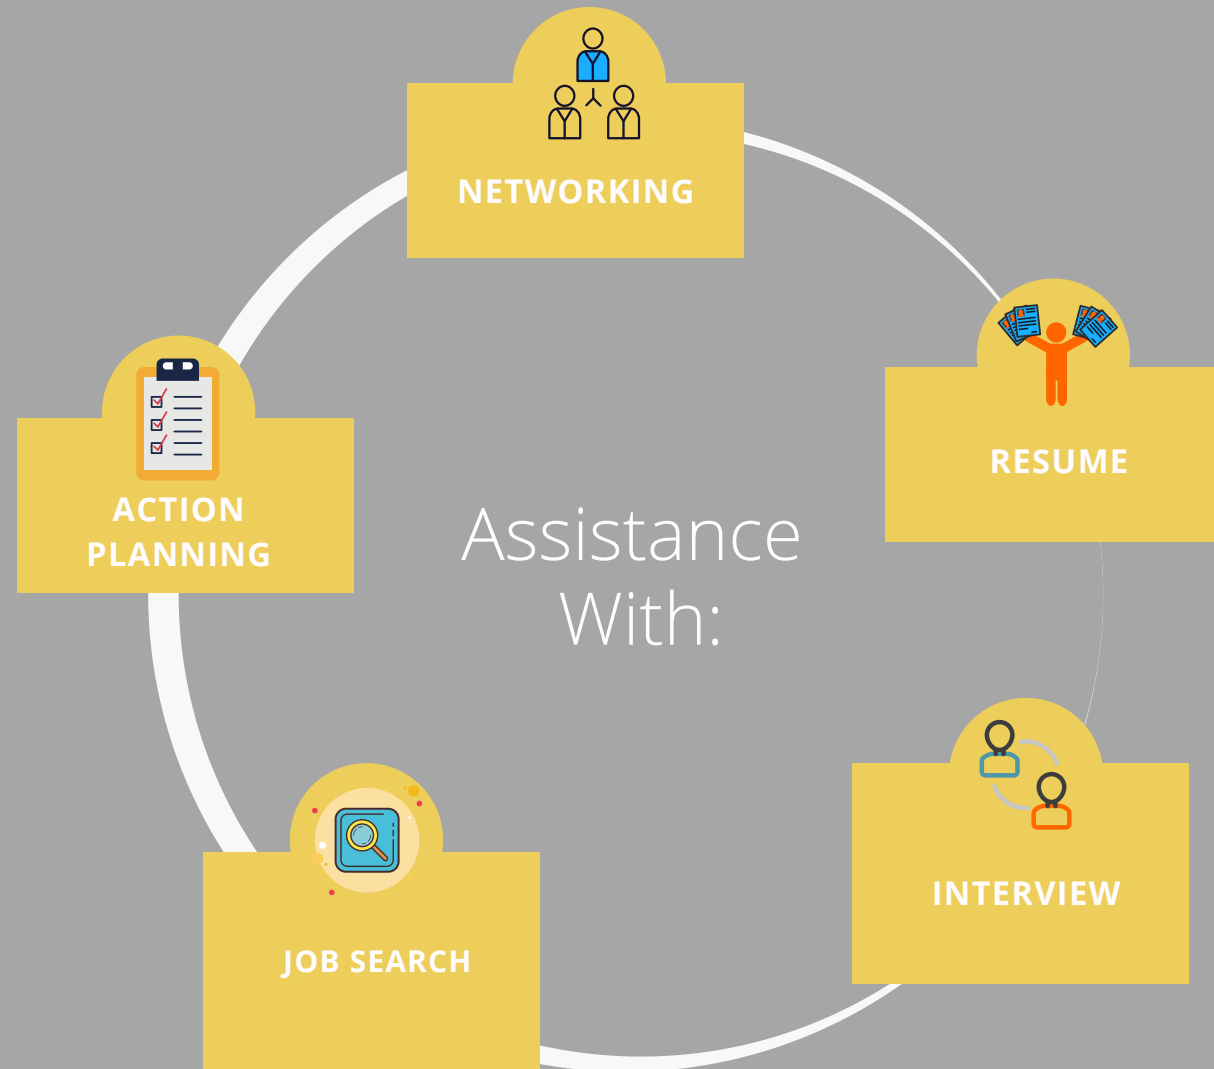 NETWORKING
RESUME
ACTION
PLANNING
Assistance
With:
INTERVIEW
JOB SEARCH